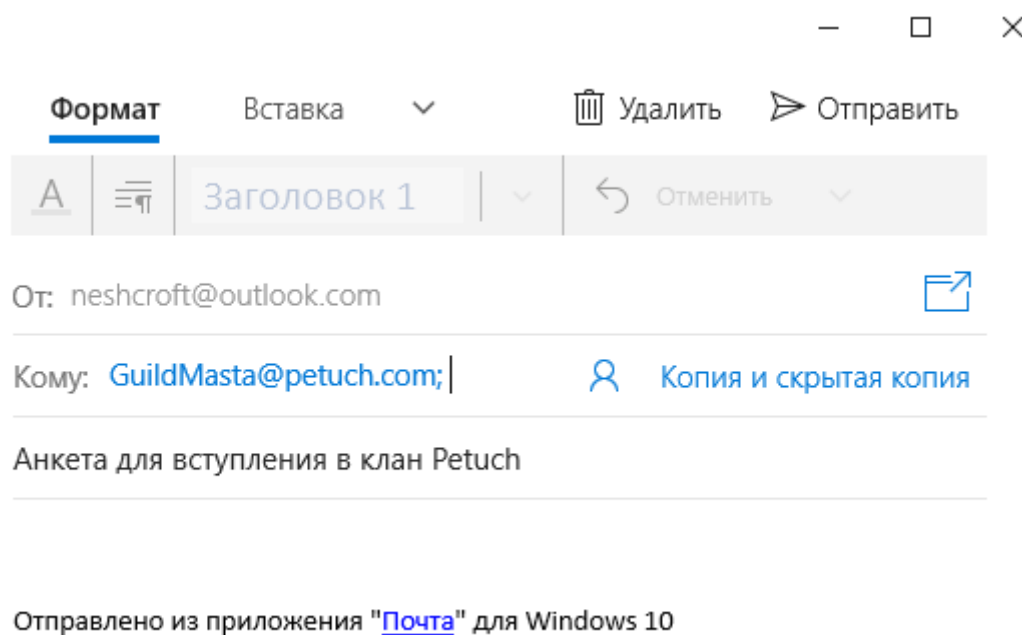 Формат Вставка Удалить Отправить
A Заголовок 1 Отменить
От: neshcroft@outlook.com
Кому: GuildMasta@petuch.com; Копия и скрытая копия
Анкета для вступления в клан Petuch
Отправлено из приложения "Почта" для Windows 10